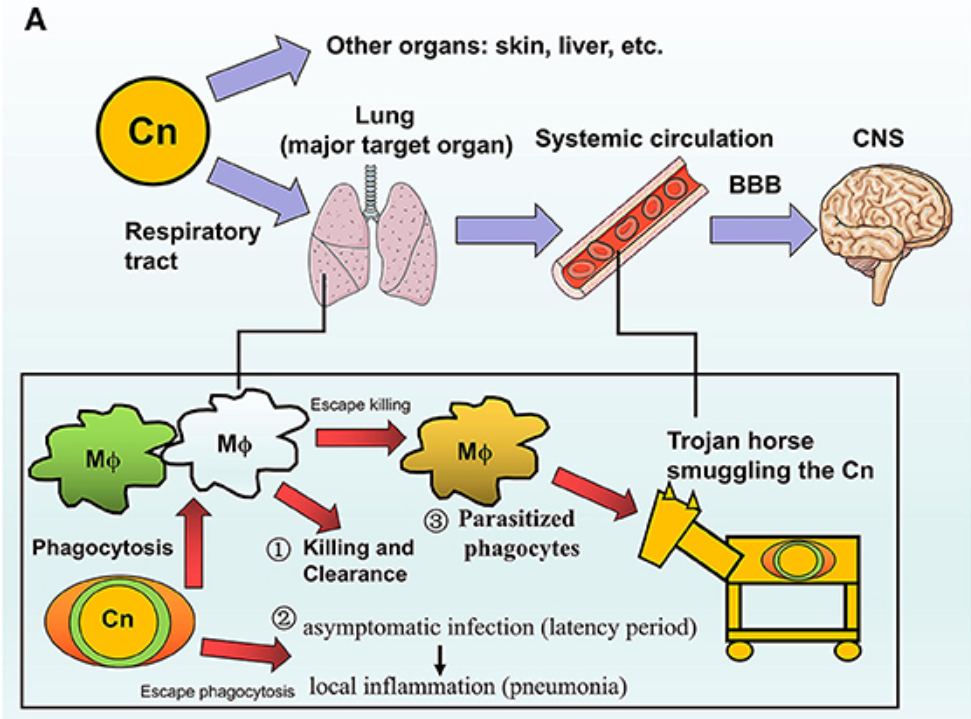 A
Other organs: skin, liver, etc.
Cn
Lung
(major target organ)
Systemic circulation
CNS
BBB
Respiratory
tract
Escape killing
Mϕ
Mϕ
Mϕ
Trojan horse
smuggling the Cn
③ Parasitized
phagocytes
Phagocytosis
① Killing and
Clearance
Cn
② asymptomatic infection (latency period)
Escape phagocytosis
local inflammation (pneumonia)